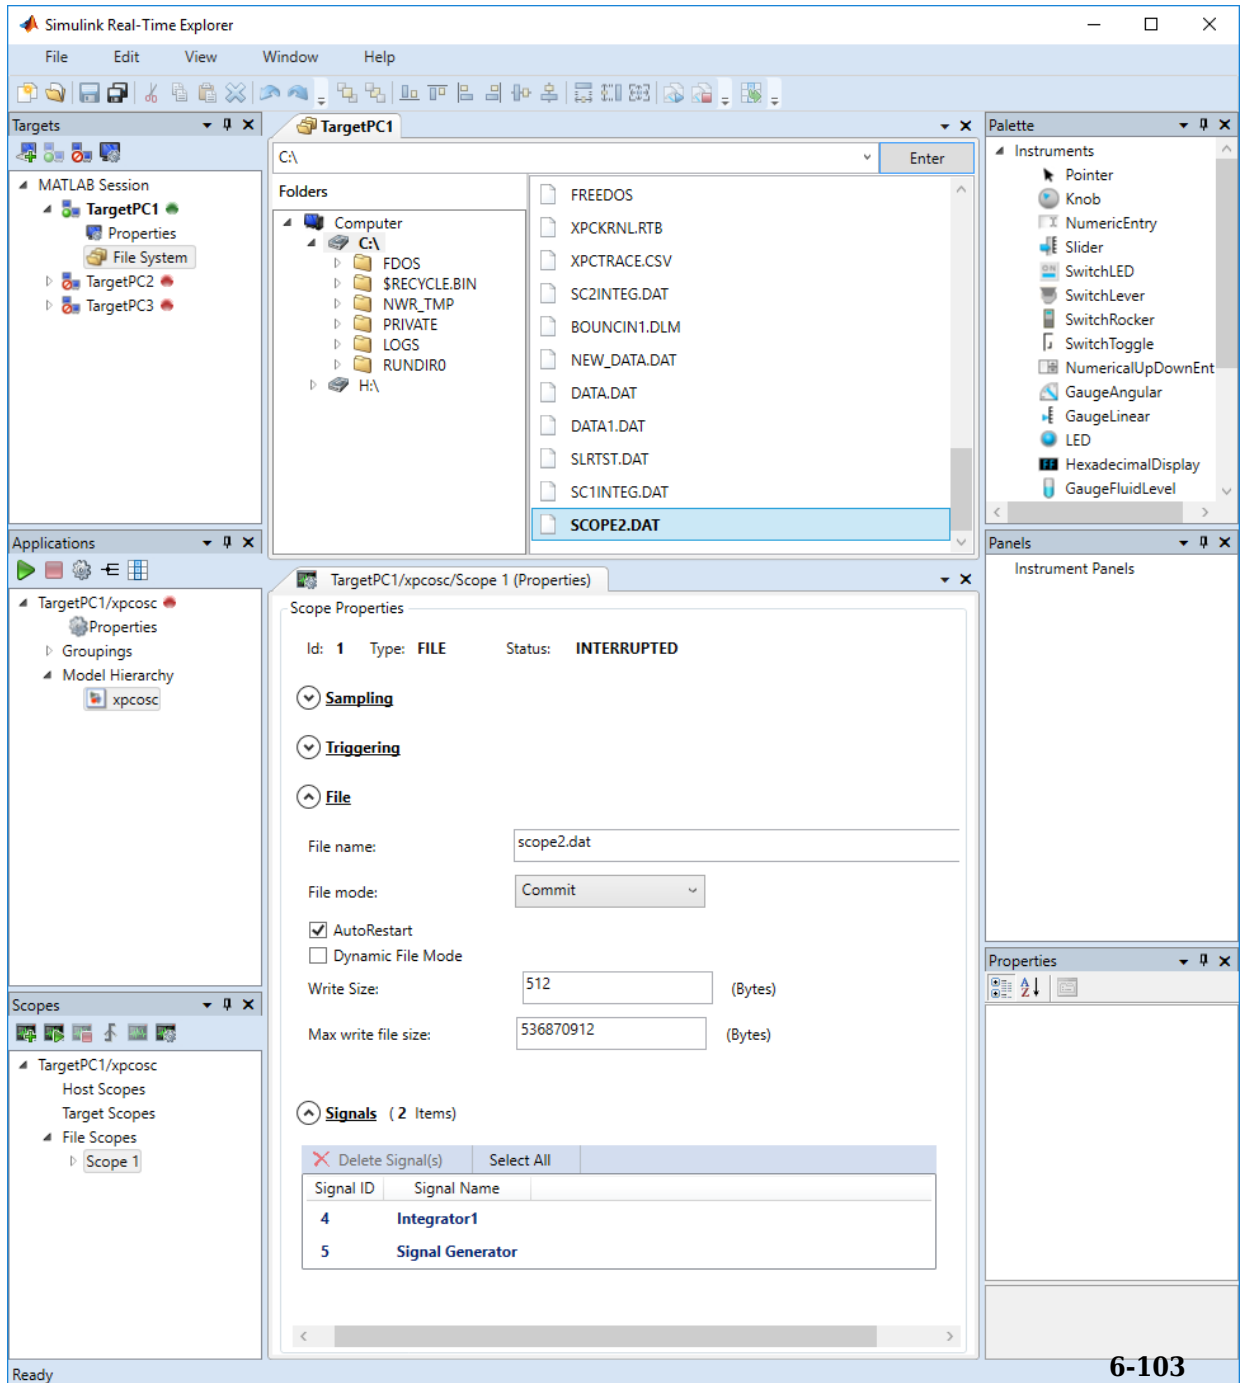 Simulink Real-Time Explorer
File Edit View Window Help
Targets
MATLAB Session
TargetPC1
Properties
File System
TargetPC2
TargetPC3
TargetPC1
C:\
Enter
Folders
Computer
C:\
FDOS
$RECYCLE.BIN
NWR_TMP
PRIVATE
LOGS
RUNDIR0
H:\
FREEDOS
XPCKRNL.RTB
XPCTRACE.CSV
SC2INTEG.DAT
BOUNCIN1.DLM
NEW_DATA.DAT
DATA.DAT
DATA1.DAT
SLRTST.DAT
SC1INTEG.DAT
SCOPE2.DAT
Palette
Instruments
Pointer
Knob
NumericEntry
Slider
SwitchLED
SwitchLever
SwitchRocker
SwitchToggle
NumericalUpDownEnt
GaugeAngular
GaugeLinear
LED
HexadecimalDisplay
GaugeFluidLevel
Applications
TargetPC1/xpcosc
Properties
Groupings
Model Hierarchy
xpcosc
TargetPC1/xpcosc/Scope 1 (Properties)
Scope Properties
Id: 1 Type: FILE Status: INTERRUPTED
Sampling
Triggering
File
File name: scope2.dat
File mode: Commit
AutoRestart
Dynamic File Mode
Write Size: 512 (Bytes)
Max write file size: 536870912 (Bytes)
Signals ( 2 Items)
Delete Signal(s) Select All
Signal ID Signal Name
4 Integrator1
5 Signal Generator
Panels
Instrument Panels
Properties
Scopes
TargetPC1/xpcosc
Host Scopes
Target Scopes
File Scopes
Scope 1
Ready
6-103